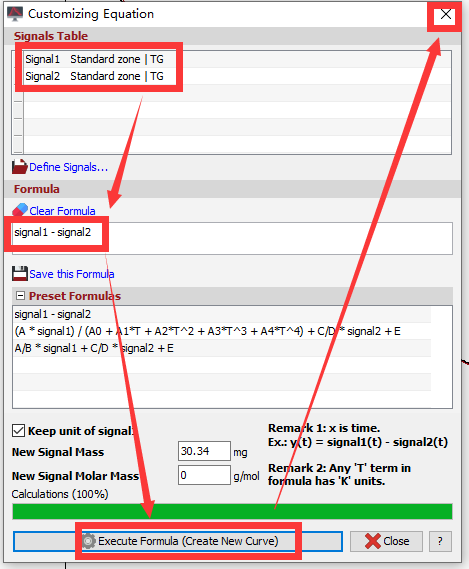 Customizing Equation
Signals Table
Signal1 Standard zone | TG
Signal2 Standard zone | TG
Define Signals...
Formula
Clear Formula
signal1 - signal2
Save this Formula
Preset Formulas
signal1 - signal2
(A * signal1) / (A0 + A1*T + A2*T^2 + A3*T^3 + A4*T^4) + C/D * signal2 + E
A/B * signal1 + C/D * signal2 + E
Keep unit of signal
New Signal Mass 30.34 mg
New Signal Molar Mass 0 g/mol
Remark 1: x is time.
Ex.: y(t) = signal1(t) - signal2(t)
Remark 2: Any 'T' term in
formula has 'K' units.
Calculations (100%)
Execute Formula (Create New Curve)
Close
?